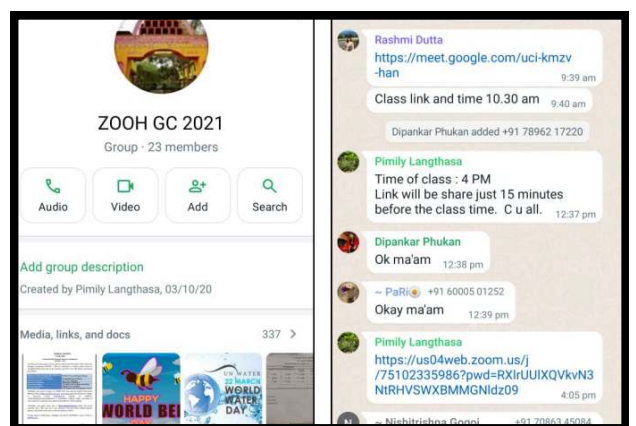 ZOOH GC 2021
Group · 23 members
Audio
Video
Add
Search
Add group description
Created by Pimily Langthasa, 03/10/20
Media, links, and docs
337 >
HAPPY
WORLD BEE
UN WATER
22 MARCH
WORLD
WATER
DAY
Rashmi Dutta
https://meet.google.com/uci-kmzv
-han
9:39 am
Class link and time 10.30 am 9:40 am
Dipankar Phukan added +91 78962 17220
Pimily Langthasa
Time of class : 4 PM
Link will be share just 15 minutes
before the class time. C u all. 12:37 pm
Dipankar Phukan
Ok ma'am 12:38 pm
~ PaRi🌼 +91 60005 01252
Okay ma'am 12:39 pm
Pimily Langthasa
https://us04web.zoom.us/j
/75102335986?pwd=RXlrUUlXQVkvN3
NtRHVSWXBMMGNldz09 4:05 pm
N
~ Nishitrishna Gogoi +91 70863 45084